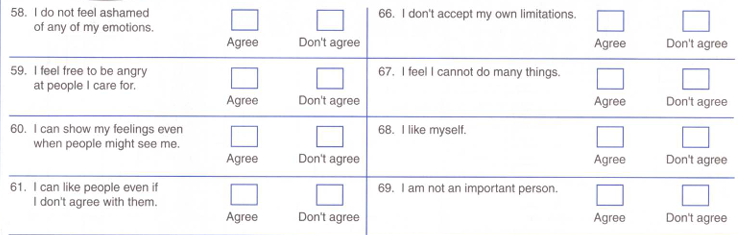 58. I do not feel ashamed
of any of my emotions.
Agree Don't agree
59. I feel free to be angry
at people I care for.
Agree Don't agree
60. I can show my feelings even
when people might see me.
Agree Don't agree
61. I can like people even if
I don't agree with them.
Agree Don't agree
66. I don't accept my own limitations.
Agree Don't agree
67. I feel I cannot do many things.
Agree Don't agree
68. I like myself.
Agree Don't agree
69. I am not an important person.
Agree Don't agree